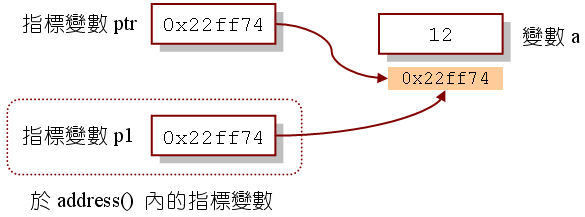 指標變數 ptr
0x22ff74
12
變數 a
0x22ff74
指標變數 p1
0x22ff74
於 address() 內的指標變數